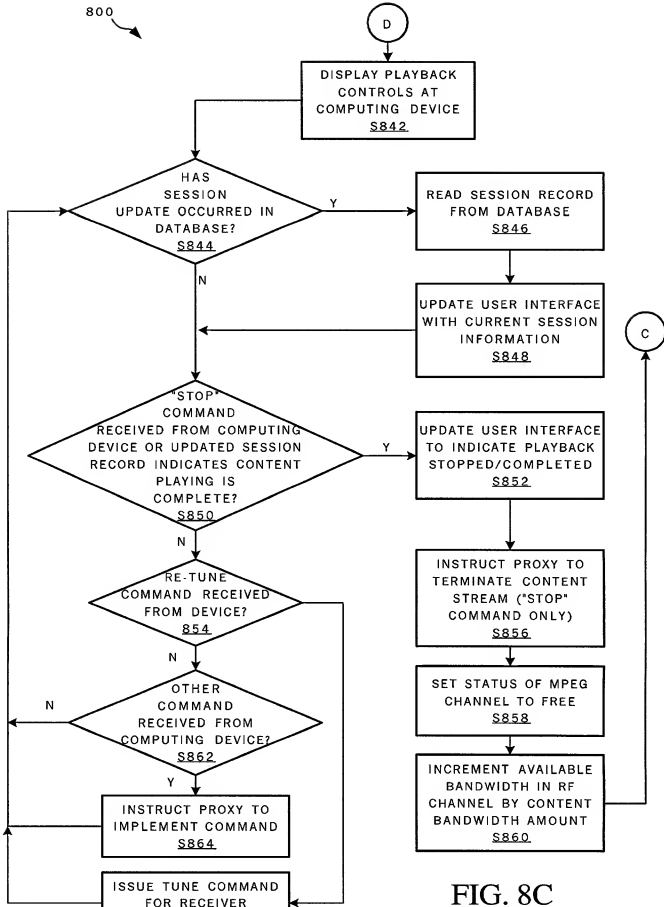 800
D
DISPLAY PLAYBACK
CONTROLS AT
COMPUTING DEVICE
S842
HAS
SESSION
UPDATE OCCURRED IN
DATABASE?
S844
Y
N
READ SESSION RECORD
FROM DATABASE
S846
UPDATE USER INTERFACE
WITH CURRENT SESSION
INFORMATION
S848
C
"STOP"
COMMAND
RECEIVED FROM COMPUTING
DEVICE OR UPDATED SESSION
RECORD INDICATES CONTENT
PLAYING IS
COMPLETE?
S850
Y
N
UPDATE USER INTERFACE
TO INDICATE PLAYBACK
STOPPED/COMPLETED
S852
RE-TUNE
COMMAND RECEIVED
FROM DEVICE?
854
N
INSTRUCT PROXY TO
TERMINATE CONTENT
STREAM ("STOP"
COMMAND ONLY)
S856
SET STATUS OF MPEG
CHANNEL TO FREE
S858
OTHER
COMMAND
RECEIVED FROM
COMPUTING DEVICE?
S862
N
Y
INCREMENT AVAILABLE
BANDWIDTH IN RF
CHANNEL BY CONTENT
BANDWIDTH AMOUNT
S860
INSTRUCT PROXY TO
IMPLEMENT COMMAND
S864
ISSUE TUNE COMMAND
FOR RECEIVER
FIG. 8C